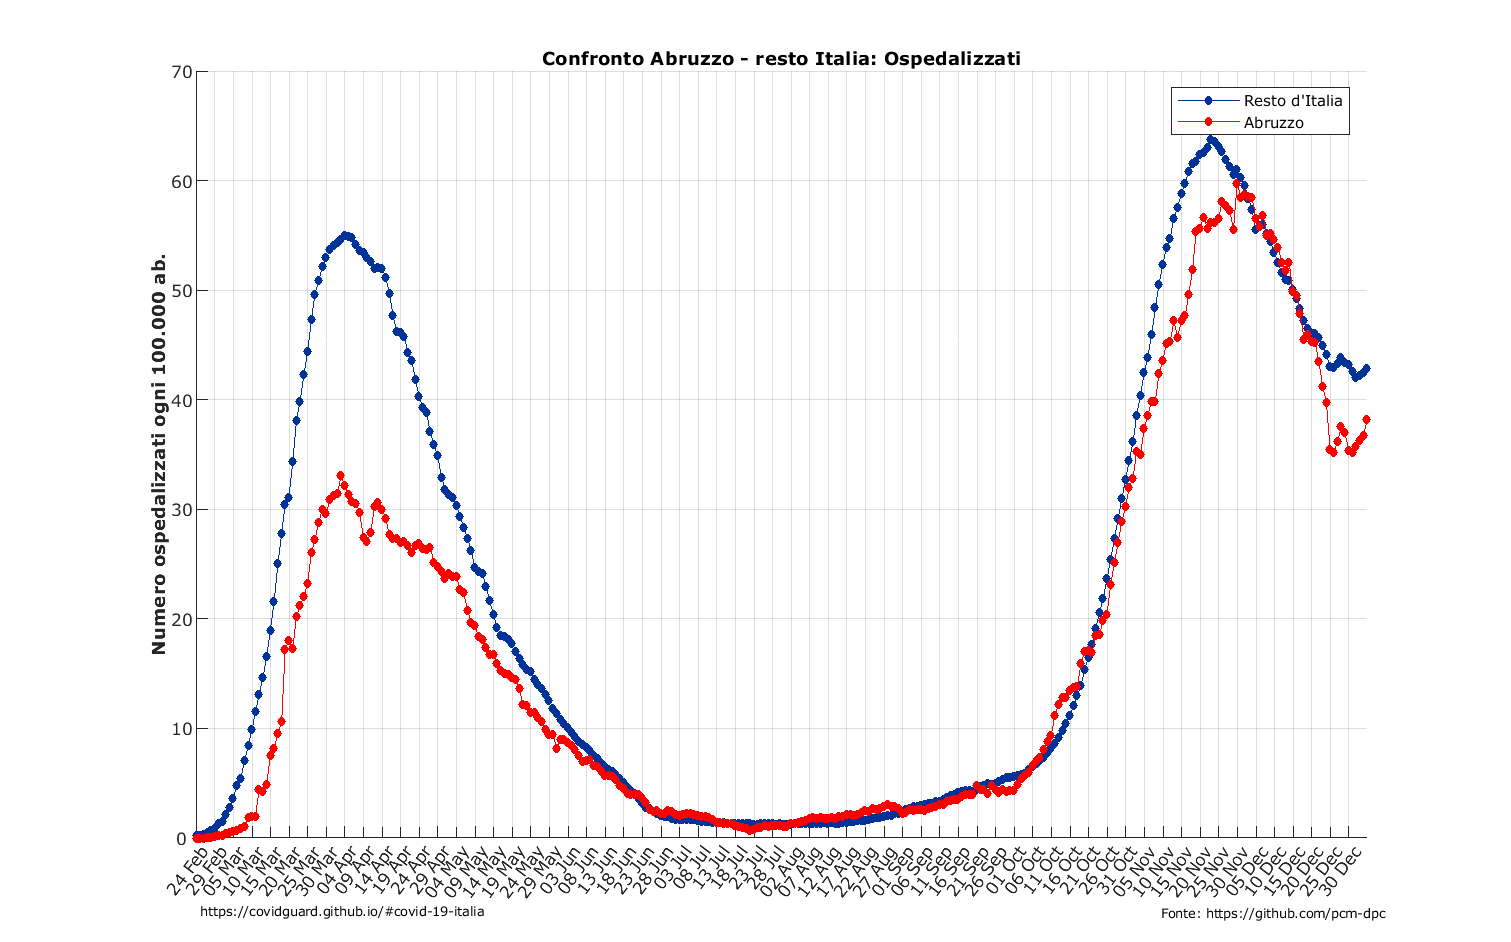 Confronto Abruzzo - resto Italia: Ospedalizzati
Resto d'Italia
Abruzzo
Numero ospedalizzati ogni 100.000 ab.
70
60
50
40
30
20
10
0
24 Feb
29 Feb
05 Mar
10 Mar
15 Mar
20 Mar
25 Mar
30 Mar
04 Apr
09 Apr
14 Apr
19 Apr
24 Apr
29 Apr
04 May
09 May
14 May
19 May
24 May
29 May
03 Jun
08 Jun
13 Jun
18 Jun
23 Jun
28 Jun
03 Jul
08 Jul
13 Jul
18 Jul
23 Jul
28 Jul
02 Aug
07 Aug
12 Aug
17 Aug
22 Aug
27 Aug
01 Sep
06 Sep
11 Sep
16 Sep
21 Sep
26 Sep
01 Oct
06 Oct
11 Oct
16 Oct
21 Oct
26 Oct
31 Oct
05 Nov
10 Nov
15 Nov
20 Nov
25 Nov
30 Nov
05 Dec
10 Dec
15 Dec
20 Dec
25 Dec
30 Dec
https://covidguard.github.io/#covid-19-italia
Fonte: https://github.com/pcm-dpc